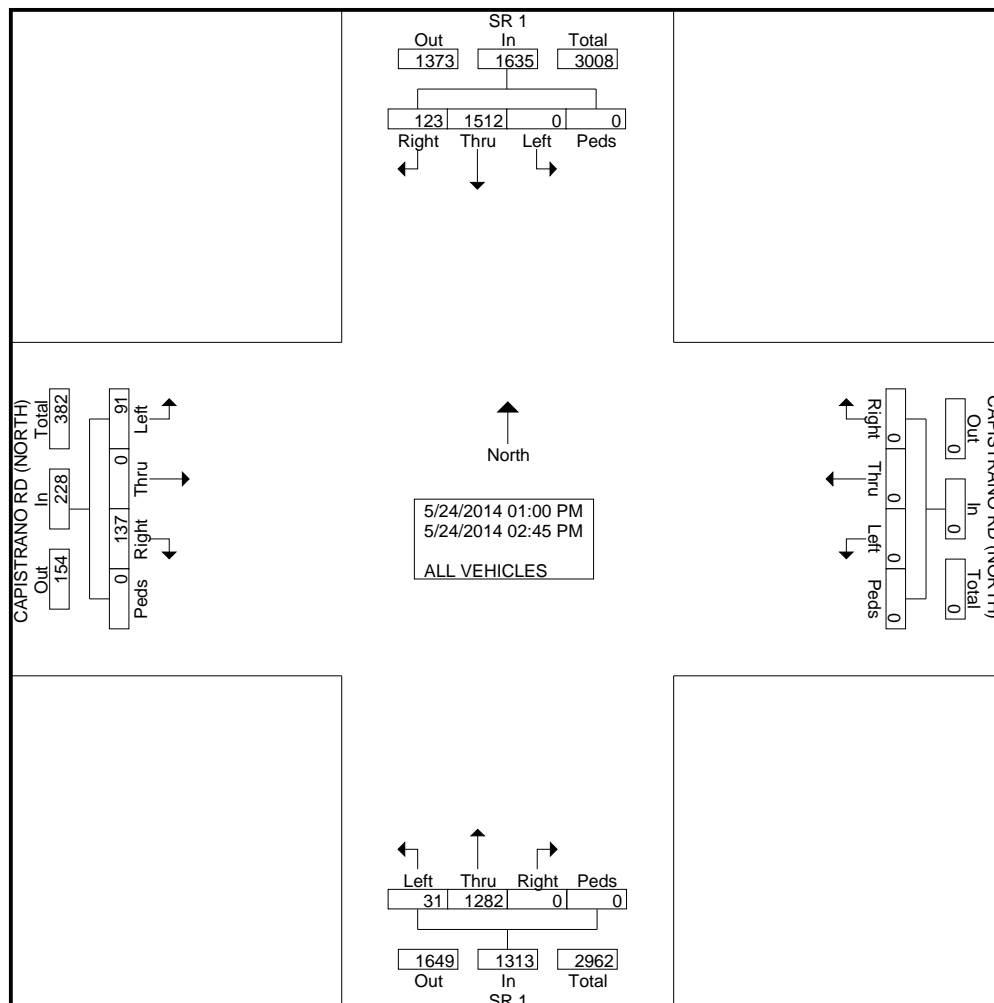 SR 1
Out In Total
1373 1635 3008
123 1512 0 0
Right Thru Left Peds
CAPISTRANO RD (NORTH)
Out In Total
154 228 382
91 0 137 0
Left Thru Right Peds
North
5/24/2014 01:00 PM
5/24/2014 02:45 PM
ALL VEHICLES
CAPISTRANO RD (NORTH)
Out In Total
0 0 0
0 0 0 0
Right Thru Left Peds
Left Thru Right Peds
31 1282 0 0
1649 1313 2962
Out In Total
SR 1